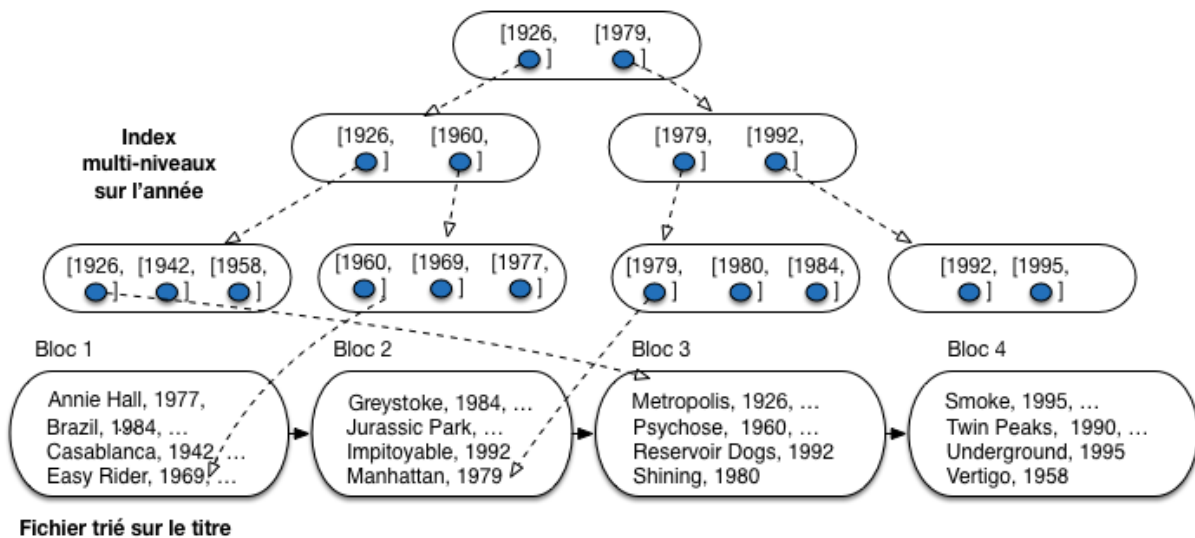 [1926, [1979,
] ]
Index
multi-niveaux
sur l'année
[1926, [1960,
] ]
[1979, [1992,
] ]
[1926, [1942, [1958,
] ] ]
[1960, [1969, [1977,
] ] ]
[1979, [1980, [1984,
] ] ]
[1992, [1995,
] ]
Bloc 1
Annie Hall, 1977,
Brazil, 1984, ...
Casablanca, 1942, ...
Easy Rider, 1969, ...
Bloc 2
Greystoke, 1984, ...
Jurassic Park, ...
Impitoyable, 1992
Manhattan, 1979
Bloc 3
Metropolis, 1926, ...
Psychose, 1960, ...
Reservoir Dogs, 1992
Shining, 1980
Bloc 4
Smoke, 1995, ...
Twin Peaks, 1990, ...
Underground, 1995
Vertigo, 1958
Fichier trié sur le titre